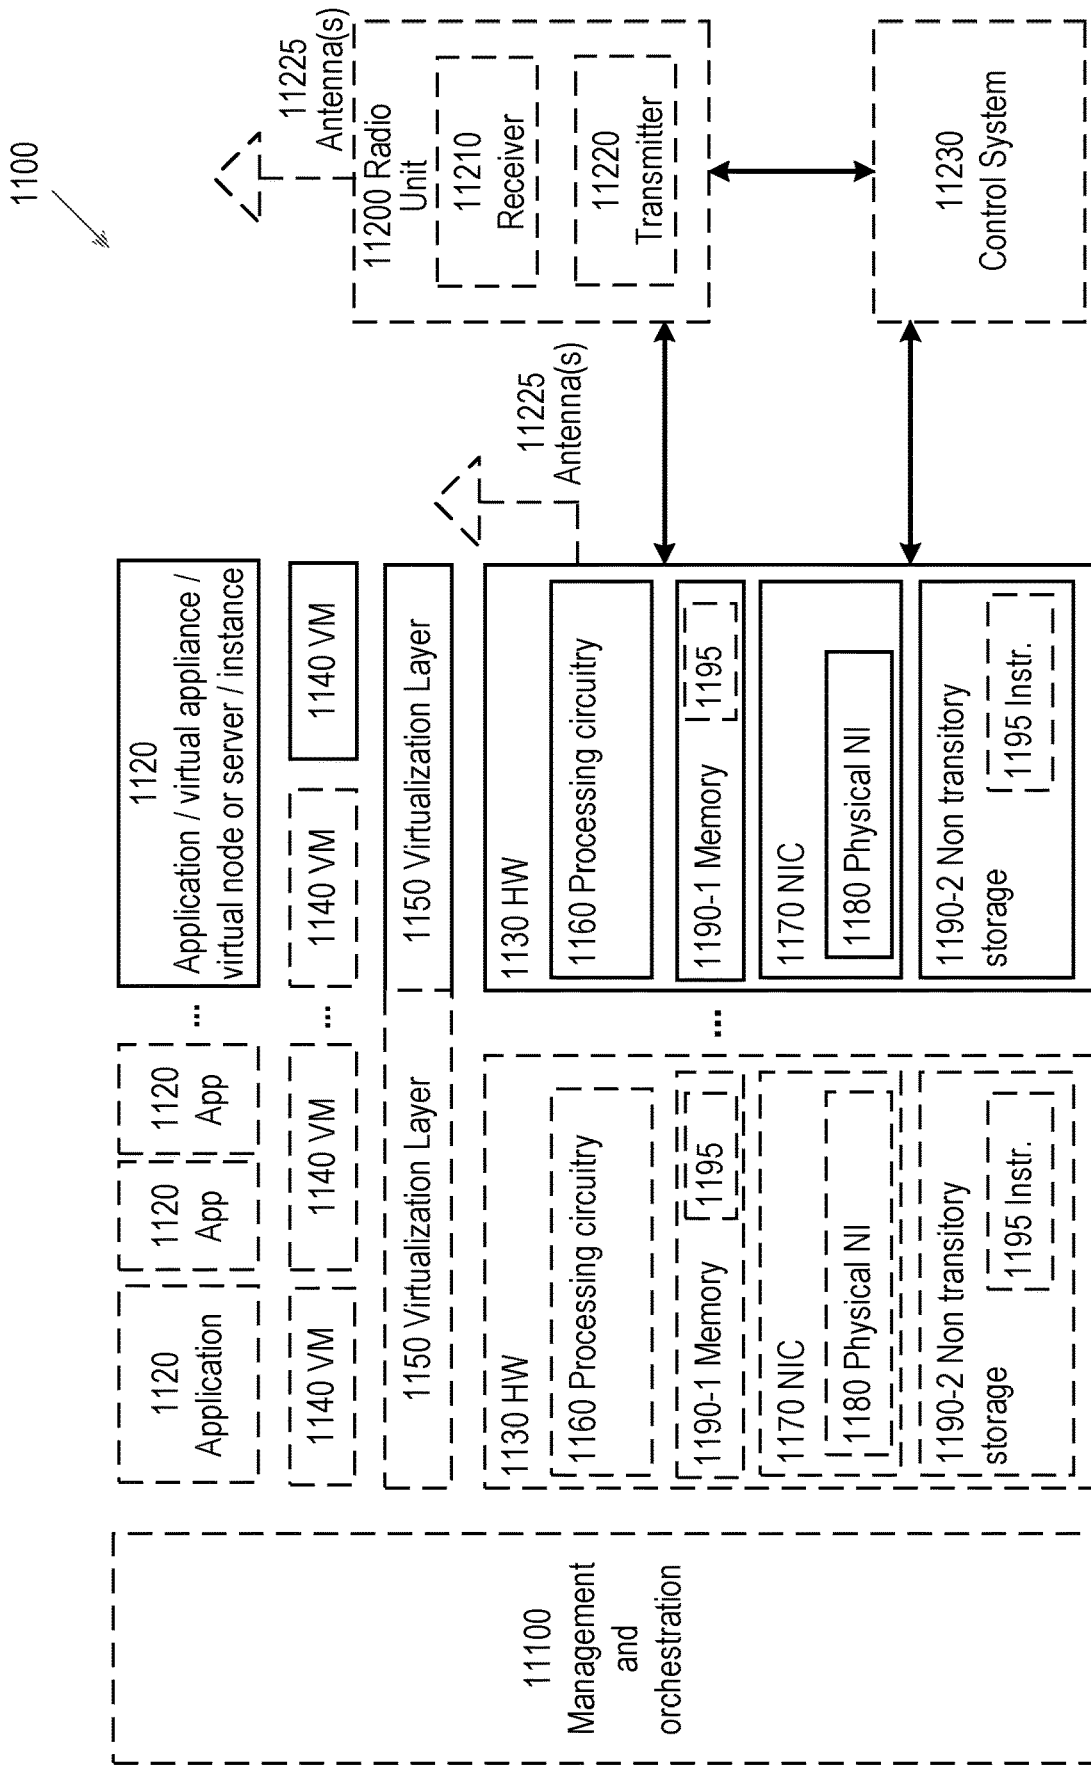 1100
11100
Management
and
orchestration
1120
Application
1120
App
1120
App
...
1120
Application / virtual appliance /
virtual node or server / instance
1140 VM
1140 VM
...
1140 VM
1140 VM
1150 Virtualization Layer
1150 Virtualization Layer
1130 HW
1160 Processing circuitry
1190-1 Memory
1195
1170 NIC
1180 Physical NI
1190-2 Non transitory
storage
1195 Instr.
...
1130 HW
1160 Processing circuitry
1190-1 Memory
1195
1170 NIC
1180 Physical NI
1190-2 Non transitory
storage
1195 Instr.
11225
Antenna(s)
11225
Antenna(s)
11200 Radio
Unit
11210
Receiver
11220
Transmitter
11230
Control System